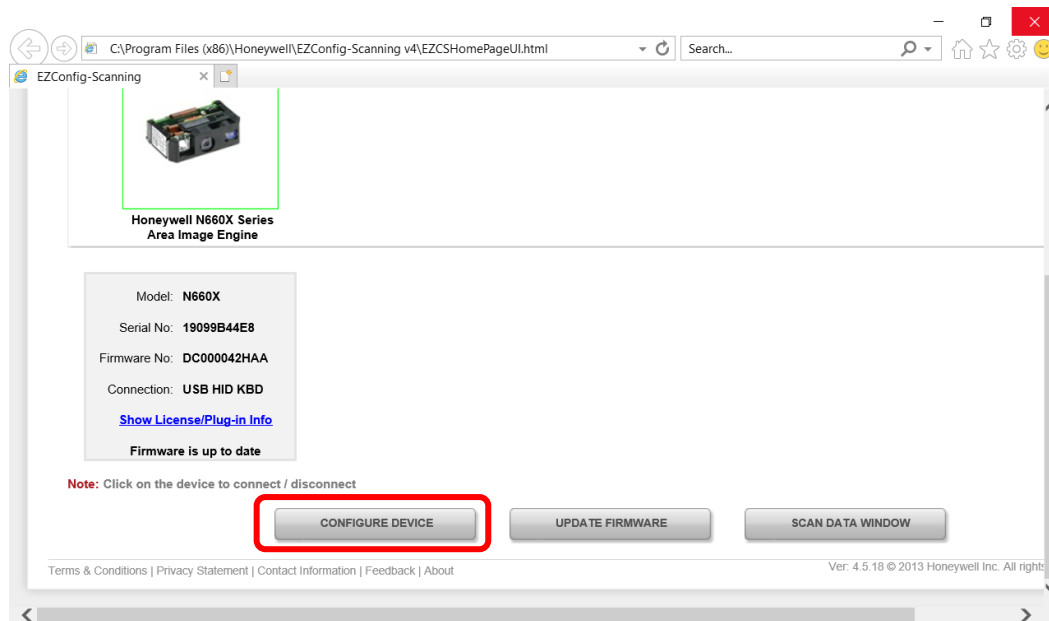 C:\Program Files (x86)\Honeywell\EZConfig-Scanning v4\EZCSHomePageUI.html
Search...
EZConfig-Scanning
Honeywell N660X Series
Area Image Engine
Model: N660X
Serial No: 19099B44E8
Firmware No: DC000042HAA
Connection: USB HID KBD
Show License/Plug-in Info
Firmware is up to date
Note: Click on the device to connect / disconnect
CONFIGURE DEVICE
UPDATE FIRMWARE
SCAN DATA WINDOW
Terms & Conditions | Privacy Statement | Contact Information | Feedback | About
Ver: 4.5.18 © 2013 Honeywell Inc. All rights